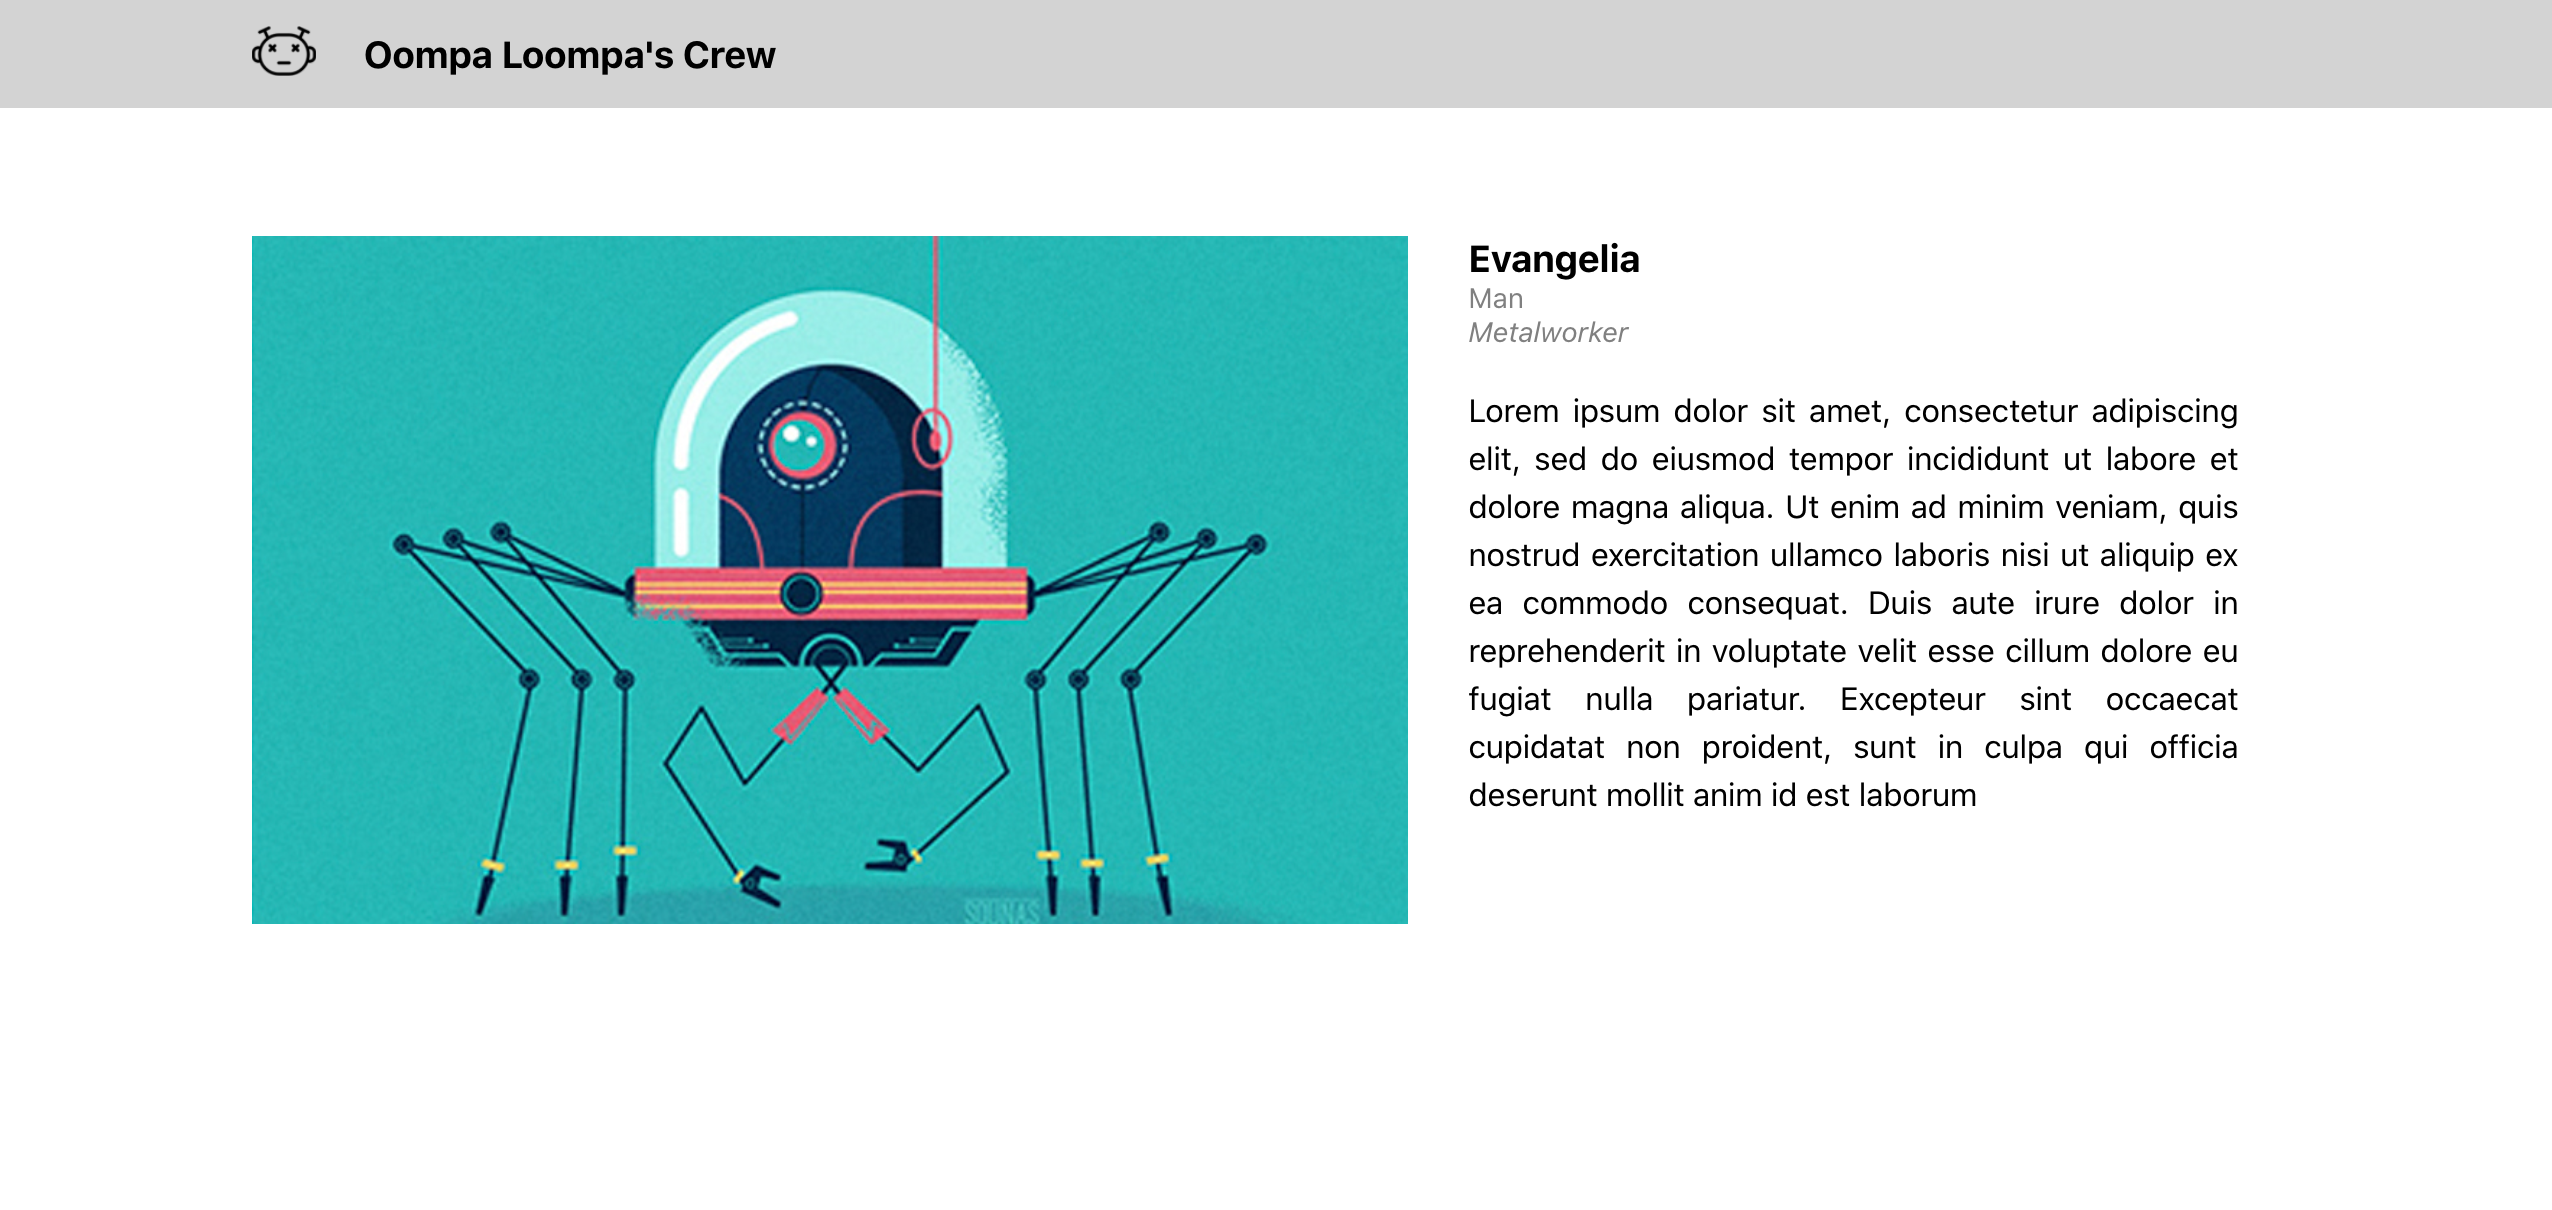 Oompa Loompa's Crew
Evangelia
Man
Metalworker
Lorem ipsum dolor sit amet, consectetur adipiscing
elit, sed do eiusmod tempor incididunt ut labore et
dolore magna aliqua. Ut enim ad minim veniam, quis
nostrud exercitation ullamco laboris nisi ut aliquip ex
ea commodo consequat. Duis aute irure dolor in
reprehenderit in voluptate velit esse cillum dolore eu
fugiat nulla pariatur. Excepteur sint occaecat
cupidatat non proident, sunt in culpa qui officia
deserunt mollit anim id est laborum